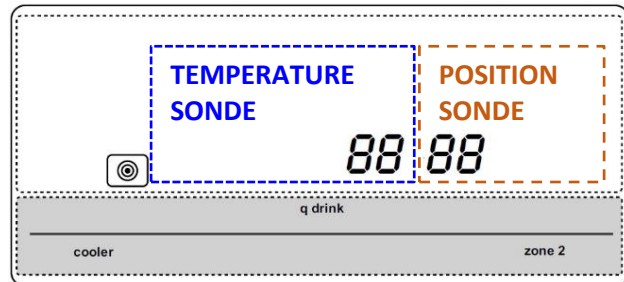 TEMPERATURE
SONDE
POSITION
SONDE
88 88
q drink
cooler zone 2